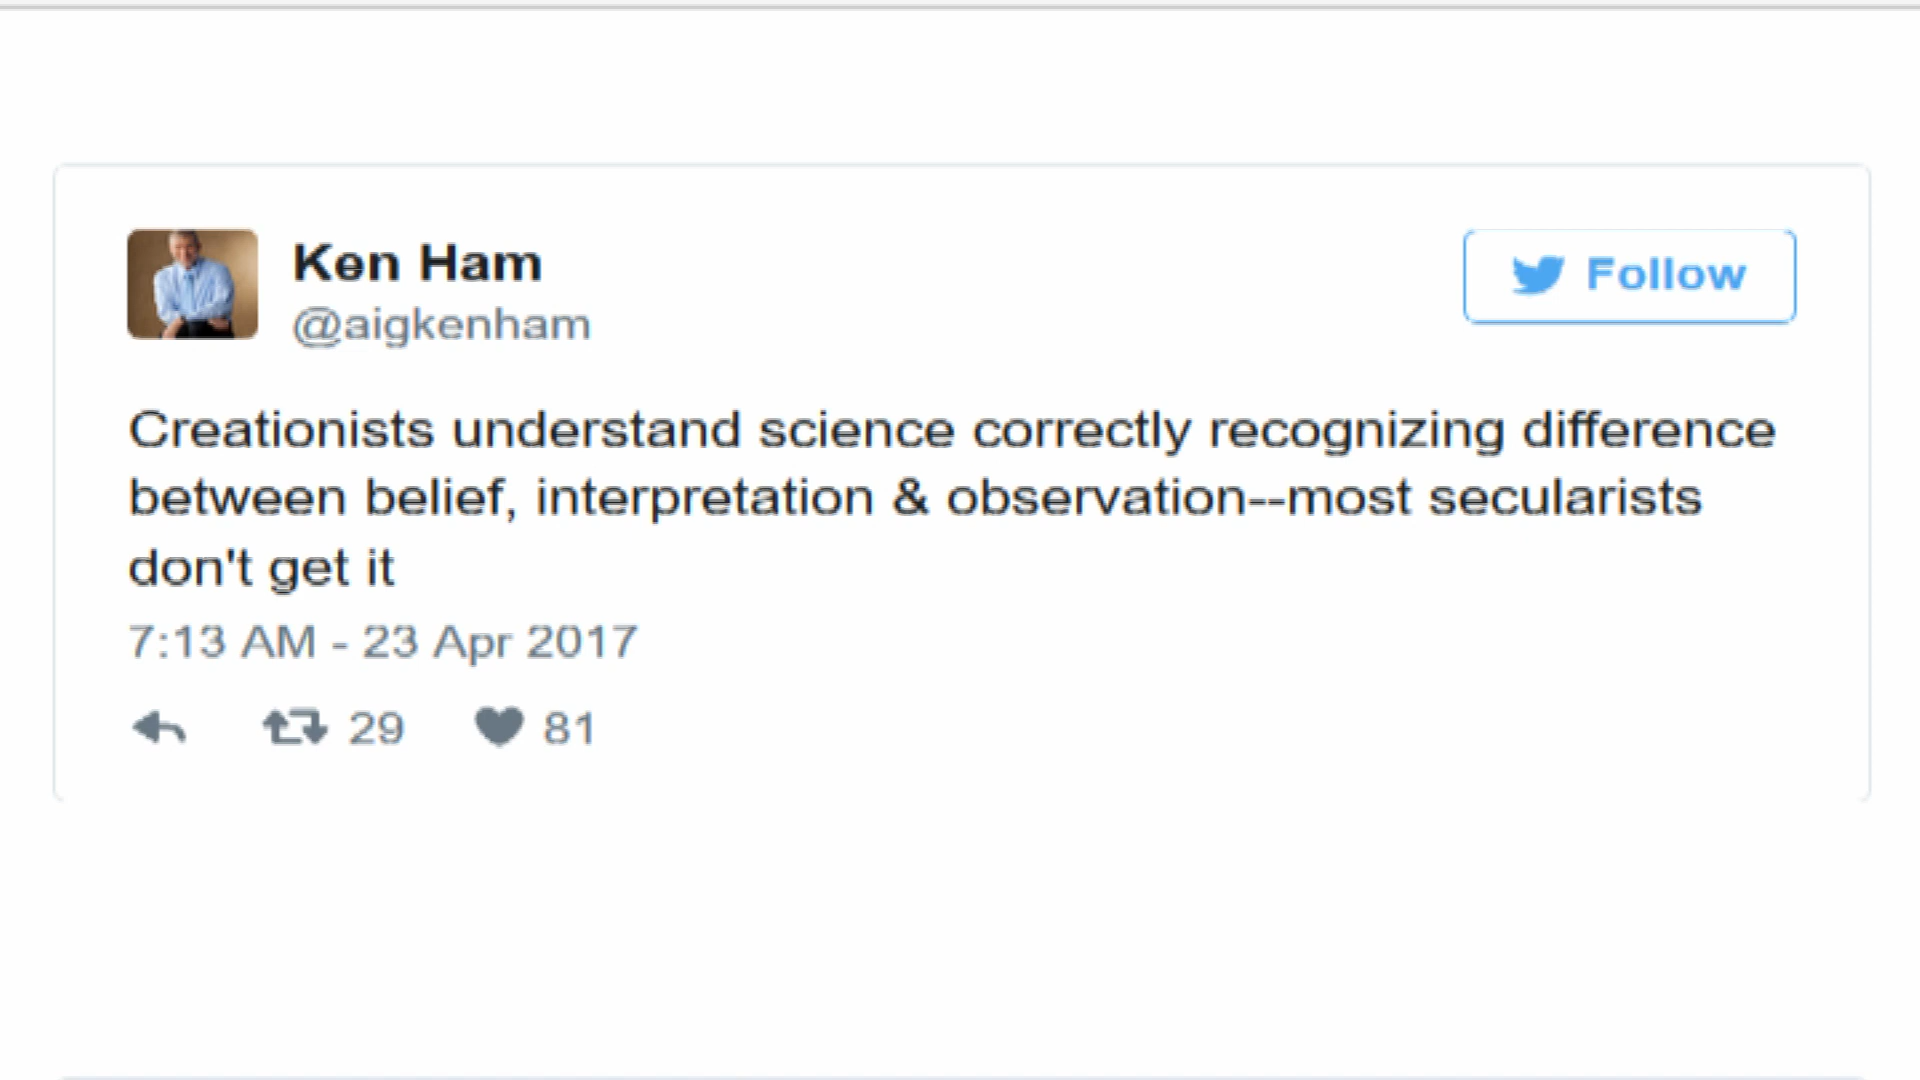 Ken Ham
Follow
@aigkenham
Creationists understand science correctly recognizing difference
between belief, interpretation & observation--most secularists
don't get it
7:13 AM - 23 Apr 2017
29 81